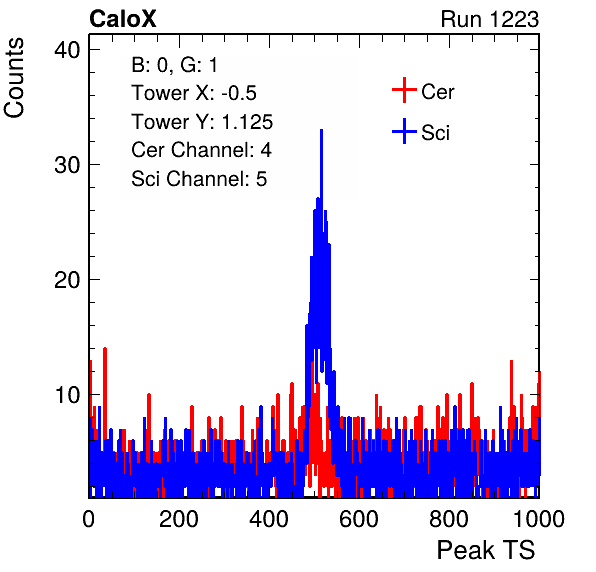 CaloX
Run 1223
Counts
40
30
20
10
B: 0, G: 1
Tower X: -0.5
Tower Y: 1.125
Cer Channel: 4
Sci Channel: 5
Cer
Sci
0 200 400 600 800 1000
Peak TS